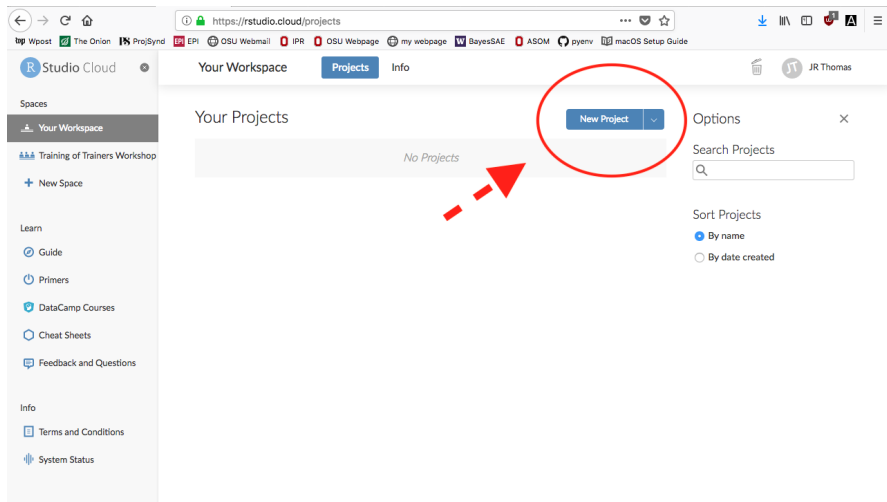 https://rstudio.cloud/projects
Wpost The Onion ProjSynd EPI EPI OSU Webmail IPR OSU Webpage my webpage W BayesSAE ASOM pyenv macOS Setup Guide
R Studio Cloud
Your Workspace Projects Info
JT JR Thomas
Spaces
Your Workspace
Training of Trainers Workshop
New Space
Learn
Guide
Primers
DataCamp Courses
Cheat Sheets
Feedback and Questions
Info
Terms and Conditions
System Status
Your Projects
New Project
No Projects
Options
Search Projects
Sort Projects
By name
By date created